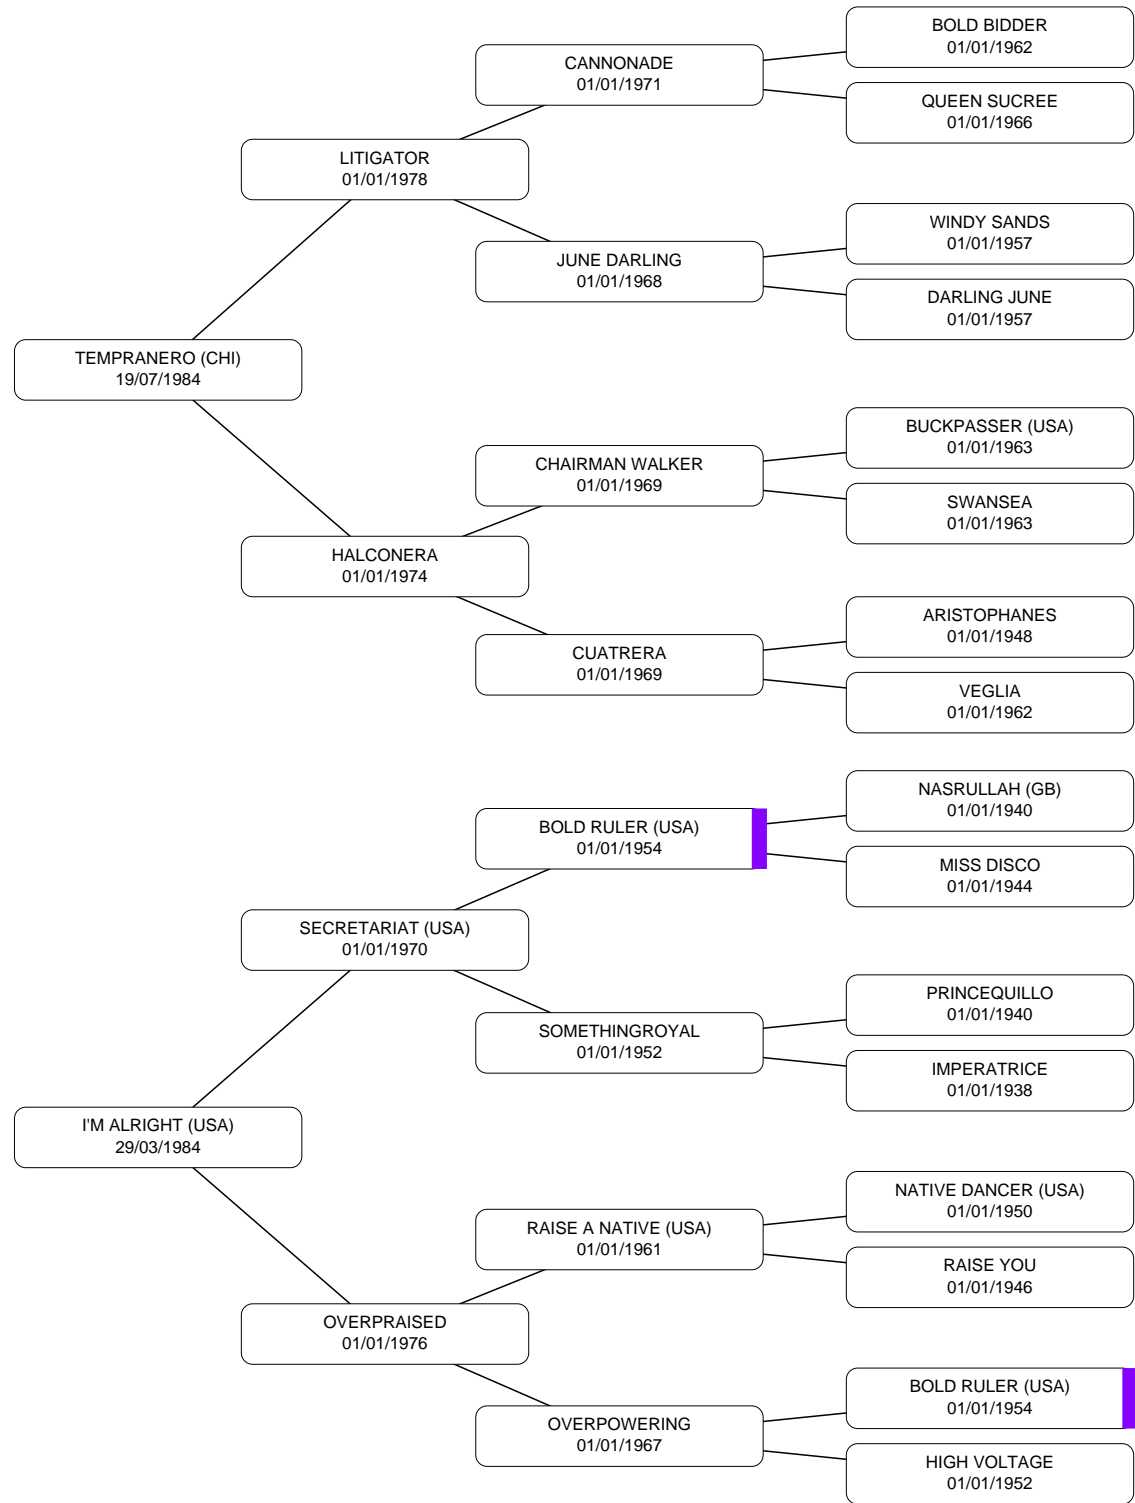 BOLD BIDDER
01/01/1962
CANNONADE
01/01/1971
QUEEN SUCREE
01/01/1966
LITIGATOR
01/01/1978
WINDY SANDS
01/01/1957
JUNE DARLING
01/01/1968
DARLING JUNE
01/01/1957
TEMPRANERO (CHI)
19/07/1984
BUCKPASSER (USA)
01/01/1963
CHAIRMAN WALKER
01/01/1969
SWANSEA
01/01/1963
HALCONERA
01/01/1974
ARISTOPHANES
01/01/1948
CUATRERA
01/01/1969
VEGLIA
01/01/1962
NASRULLAH (GB)
01/01/1940
BOLD RULER (USA)
01/01/1954
MISS DISCO
01/01/1944
SECRETARIAT (USA)
01/01/1970
PRINCEQUILLO
01/01/1940
SOMETHINGROYAL
01/01/1952
IMPERATRICE
01/01/1938
I'M ALRIGHT (USA)
29/03/1984
NATIVE DANCER (USA)
01/01/1950
RAISE A NATIVE (USA)
01/01/1961
RAISE YOU
01/01/1946
OVERPRAISED
01/01/1976
BOLD RULER (USA)
01/01/1954
OVERPOWERING
01/01/1967
HIGH VOLTAGE
01/01/1952